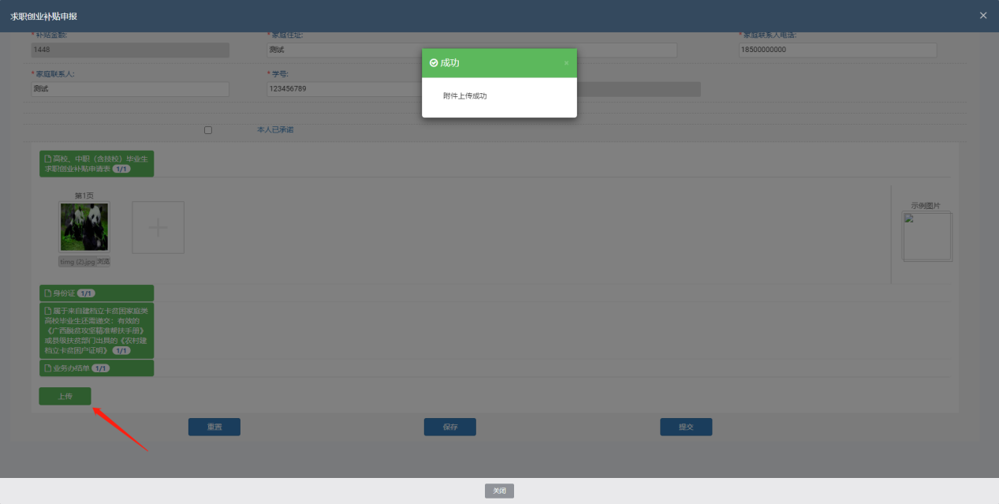 求职创业补贴申报
* 补贴金额:
* 家庭住址:
* 家庭联系人电话:
1448
测试
18500000000
成功
* 家庭联系人:
* 学号:
测试
123456789
附件上传成功
本人已承诺
高校、中职（含技校）毕业生
求职创业补贴申请表 1/1
第1页
示例图片
timg (2).jpg 浏览
身份证 1/1
属于来自建档立卡贫困家庭类
高校毕业生还需递交：有效的
《广西脱贫攻坚精准帮扶手册》
或县级扶贫部门出具的《农村建
档立卡贫困户证明》 1/1
业务办结单 1/1
上传
重置
保存
提交
关闭